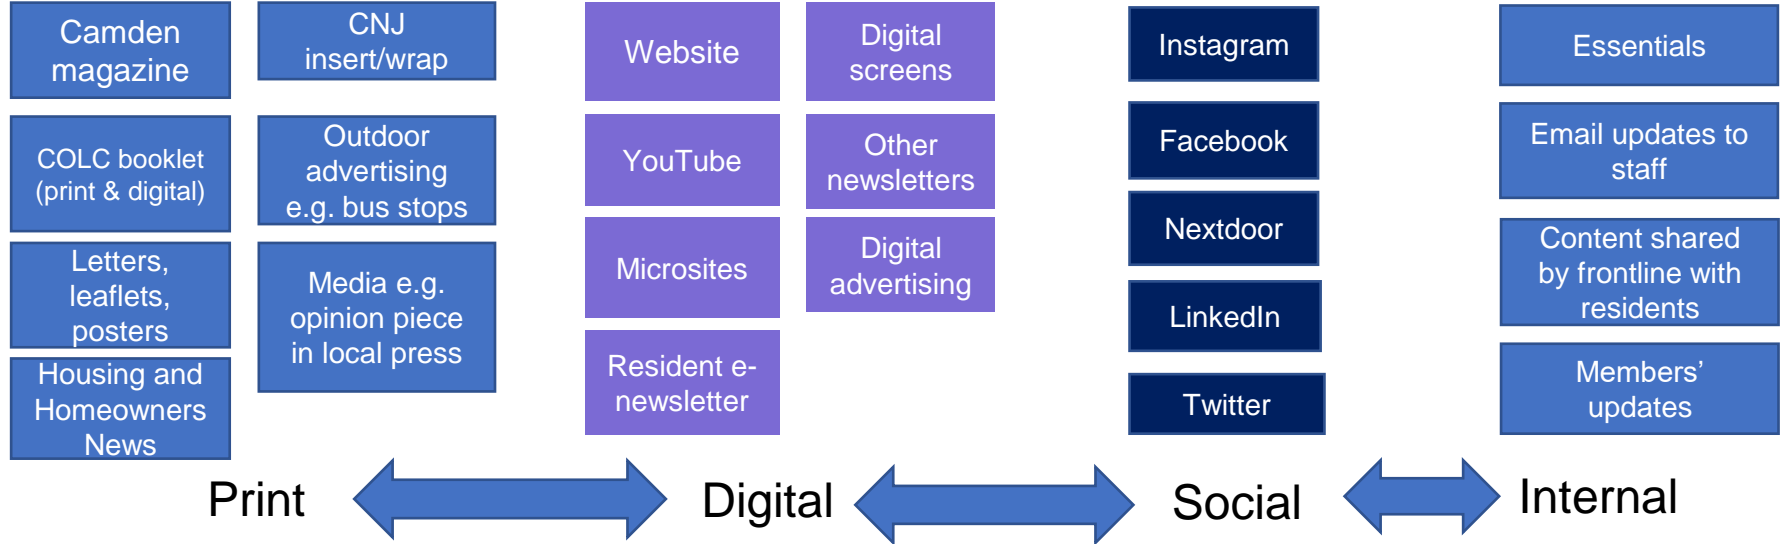 Camden
magazine
COLC booklet
(print & digital)
Letters,
leaflets,
posters
Housing and
Homeowners
News
CNJ
insert/wrap
Outdoor
advertising
e.g. bus stops
Media e.g.
opinion piece
in local press
Website
YouTube
Microsites
Resident e-
newsletter
Digital
screens
Other
newsletters
Digital
advertising
Instagram
Facebook
Nextdoor
LinkedIn
Twitter
Essentials
Email updates to
staff
Content shared
by frontline with
residents
Members’
updates
Print
Digital
Social
Internal